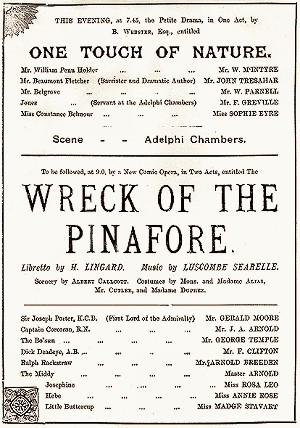 THIS EVENING, at 7.45, the Petite Drama, in One Act, by
B. WEBSTER, Esq., entitled
ONE TOUCH OF NATURE.
Mr. William Penn Holder ,,, ,,, ,,, Mr. W. M'INTYRE
Mr. Beaumont Fletcher (Barrister and Dramatic Author) Mr. JOHN TRESAHAR
Mr. Belgrove ,,, ,,, ,,, Mr. W. PARNELL
Jones ,,, (Servant at the Adelphi Chambers) Mr. F. GREVILLE
Miss Constance Belmour ,,, ,,, ,,, Miss SOPHIE EYRE
Scene - - Adelphi Chambers.
To be followed, at 9.0, by a New Comic Opera, in Two Acts, entitled The
WRECK OF THE
PINAFORE.
Libretto by H. LINGARD. Music by LUSCOMBE SEARELLE.
Scenery by ALBERT CALLCOTT. Costumes by Mons. and Madame ALIAS,
Mr. CUTLER, and Madame DUPREZ.
Sir Joseph Porter, K.C.B. (First Lord of the Admiralty) Mr. GERALD MOORE
Captain Corcoran, R.N. ,,, ,,, ,,, Mr. J. A. ARNOLD
The Bo'sun ,,, ,,, ,,, ,,, Mr. GEORGE TEMPLE
Dick Deadeye, A.B. ,,, ,,, ,,, ,,, Mr. F. CLIFTON
Ralph Rackstraw ,,, ,,, ,,, Mr. ARNOLD BREEDEN
The Middy ,,, ,,, ,,, ,,, Master ARNOLD
Josephine ,,, ,,, ,,, ,,, Miss ROSA LEO
Hebe ,,, ,,, ,,, ,,, Miss ANNIE ROSE
Little Buttercup ,,, ,,, ,,, Miss MADGE STAVART